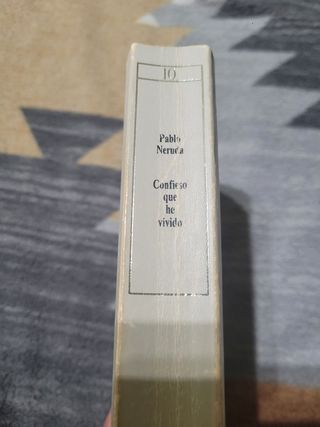 10
Pablo
Neruda
Confieso
que
he
vivido